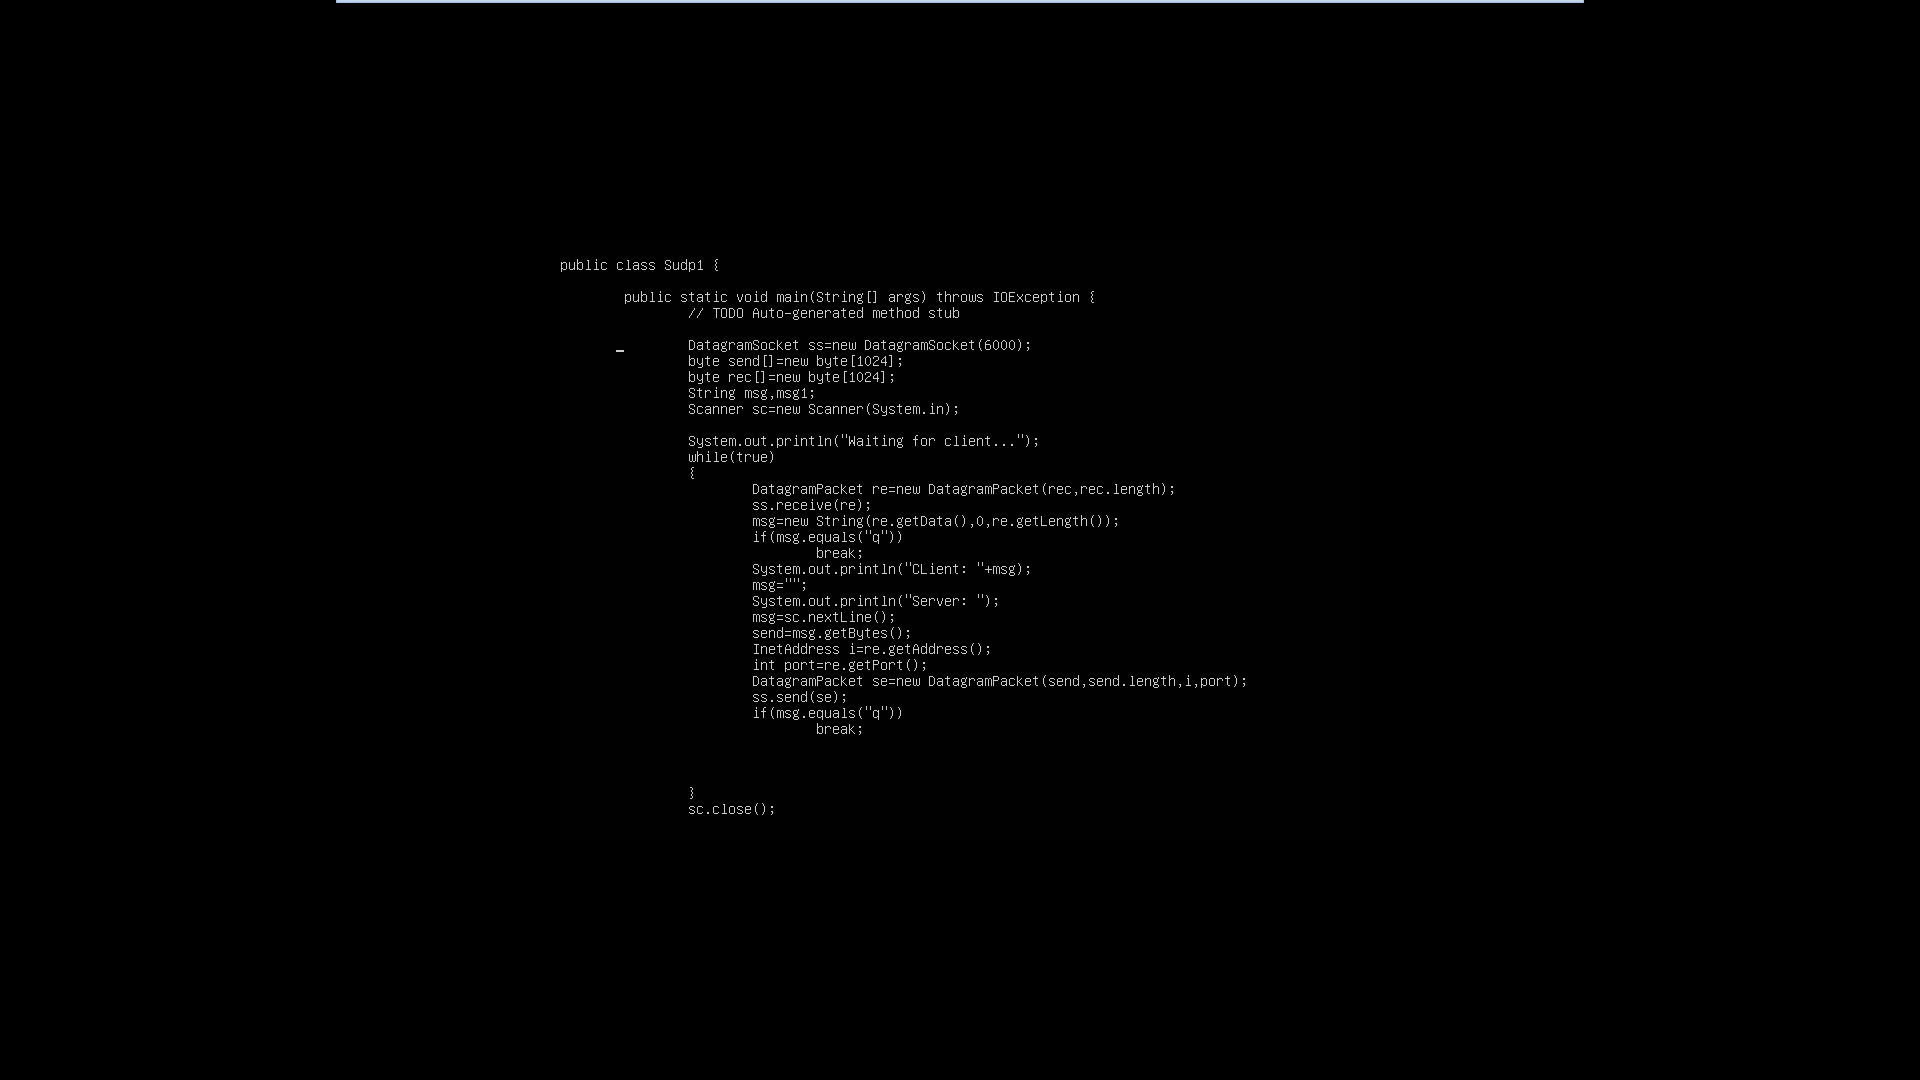 public class Sudp1 {
public static void main(String[] args) throws IOException {
// TODO Auto-generated method stub
DatagramSocket ss=new DatagramSocket(6000);
byte send[]=new byte[1024];
byte rec[]=new byte[1024];
String msg,msg1;
Scanner sc=new Scanner(System.in);
System.out.println("Waiting for client...");
while(true)
{
DatagramPacket re=new DatagramPacket(rec,rec.length);
ss.receive(re);
msg=new String(re.getData(),0,re.getLength());
if(msg.equals("q"))
break;
System.out.println("CLient: "+msg);
msg="";
System.out.println("Server: ");
msg=sc.nextLine();
send=msg.getBytes();
InetAddress i=re.getAddress();
int port=re.getPort();
DatagramPacket se=new DatagramPacket(send,send.length,i,port);
ss.send(se);
if(msg.equals("q"))
break;
}
sc.close();